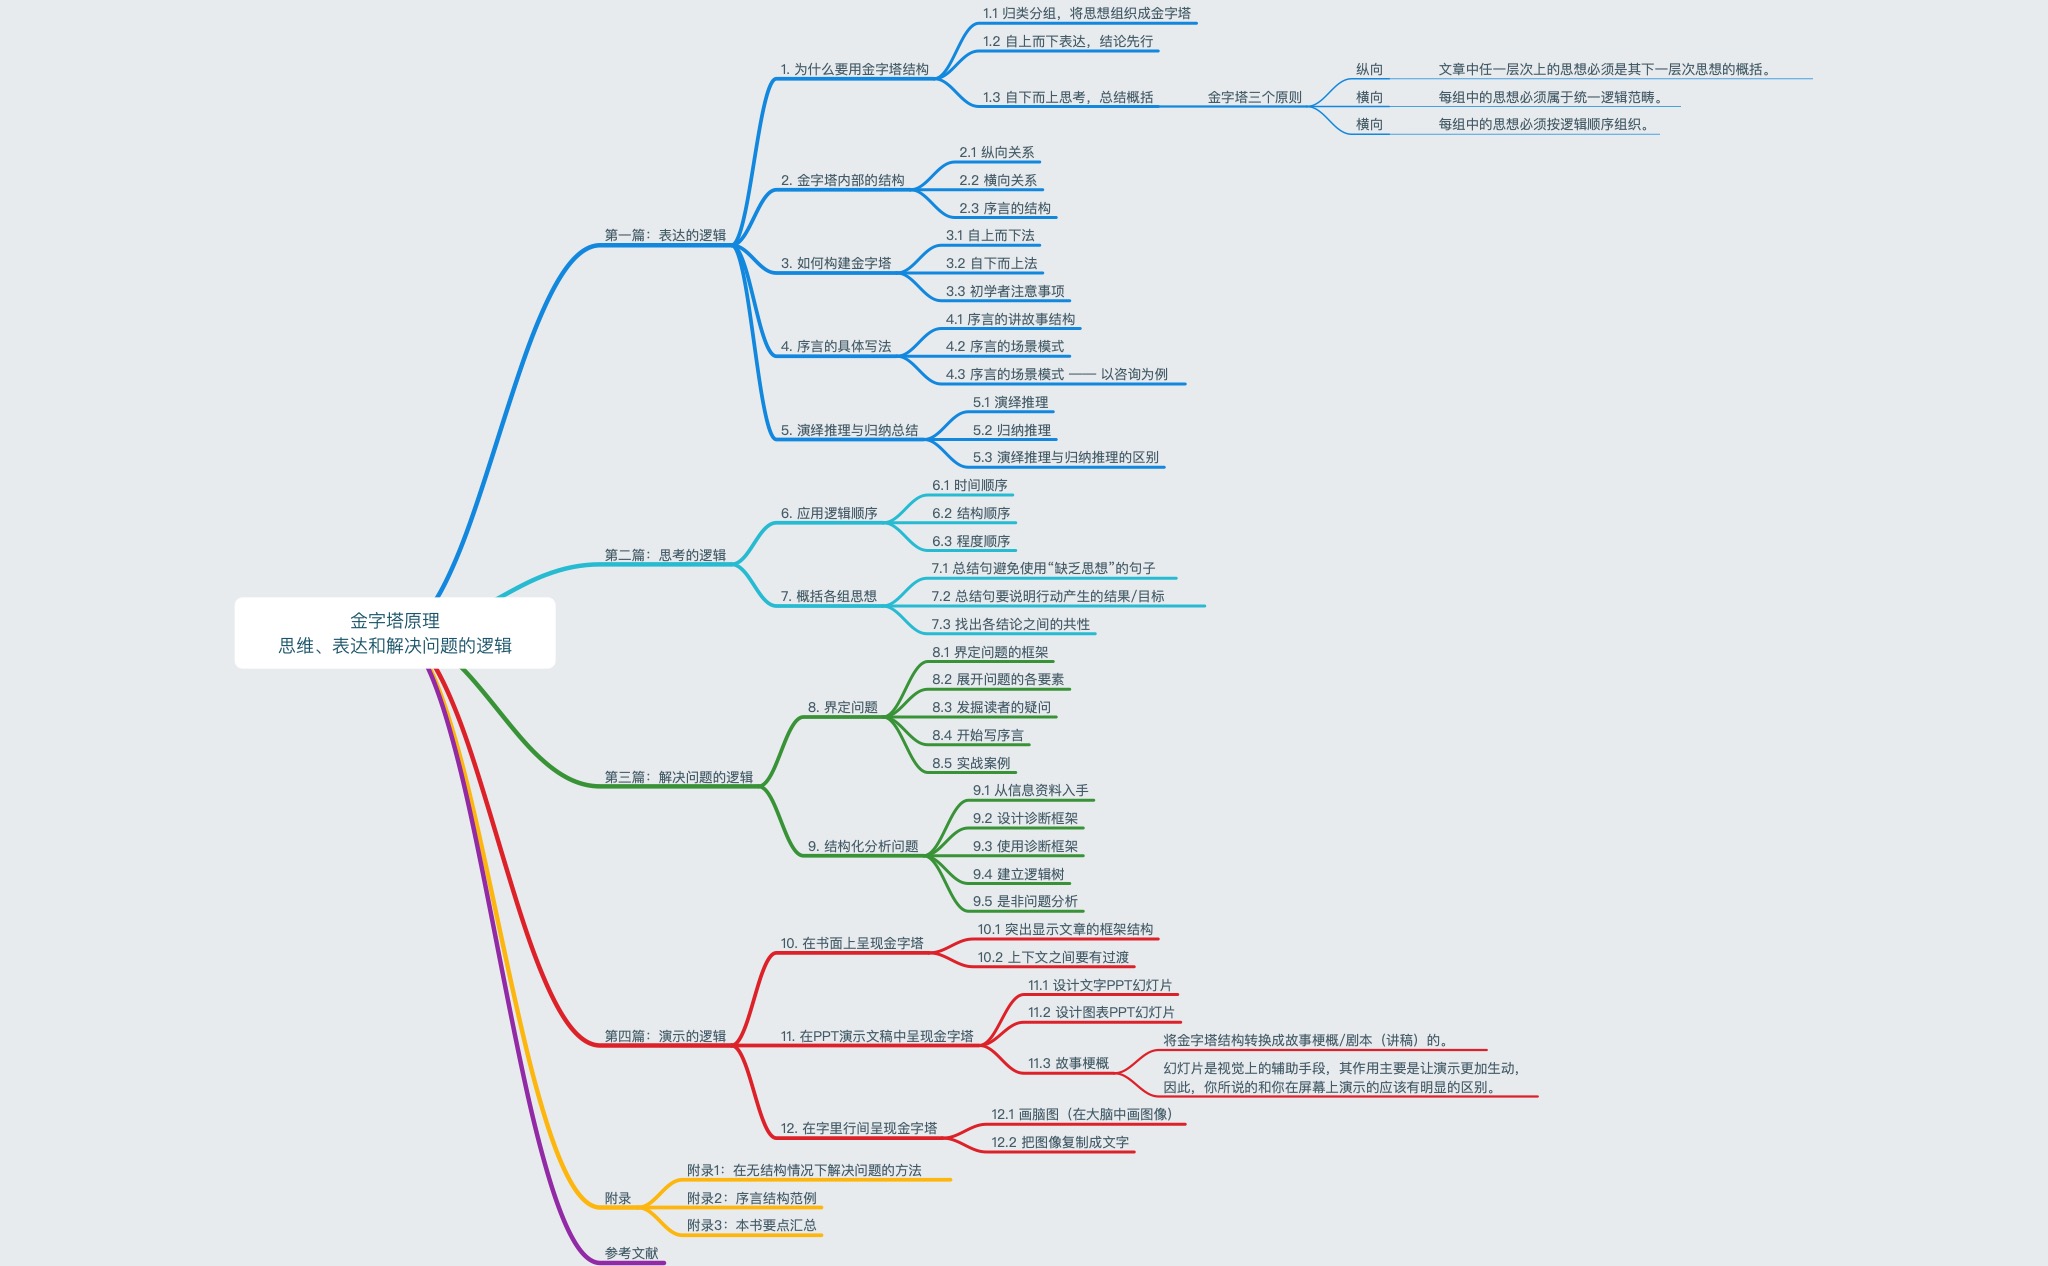 金字塔原理
思维、表达和解决问题的逻辑
第一篇：表达的逻辑
1. 为什么要用金字塔结构
1.1 归类分组，将思想组织成金字塔
1.2 自上而下表达，结论先行
1.3 自下而上思考，总结概括
金字塔三个原则
纵向
文章中任一层次上的思想必须是其下一层次思想的概括。
横向
每组中的思想必须属于统一逻辑范畴。
横向
每组中的思想必须按逻辑顺序组织。
2. 金字塔内部的结构
2.1 纵向关系
2.2 横向关系
2.3 序言的结构
3. 如何构建金字塔
3.1 自上而下法
3.2 自下而上法
3.3 初学者注意事项
4. 序言的具体写法
4.1 序言的讲故事结构
4.2 序言的场景模式
4.3 序言的场景模式 —— 以咨询为例
5. 演绎推理与归纳总结
5.1 演绎推理
5.2 归纳推理
5.3 演绎推理与归纳推理的区别
第二篇：思考的逻辑
6. 应用逻辑顺序
6.1 时间顺序
6.2 结构顺序
6.3 程度顺序
7. 概括各组思想
7.1 总结句避免使用“缺乏思想”的句子
7.2 总结句要说明行动产生的结果/目标
7.3 找出各结论之间的共性
第三篇：解决问题的逻辑
8. 界定问题
8.1 界定问题的框架
8.2 展开问题的各要素
8.3 发掘读者的疑问
8.4 开始写序言
8.5 实战案例
9. 结构化分析问题
9.1 从信息资料入手
9.2 设计诊断框架
9.3 使用诊断框架
9.4 建立逻辑树
9.5 是非问题分析
第四篇：演示的逻辑
10. 在书面上呈现金字塔
10.1 突出显示文章的框架结构
10.2 上下文之间要有过渡
11. 在PPT演示文稿中呈现金字塔
11.1 设计文字PPT幻灯片
11.2 设计图表PPT幻灯片
11.3 故事梗概
将金字塔结构转换成故事梗概/剧本（讲稿）的。
幻灯片是视觉上的辅助手段，其作用主要是让演示更加生动，
因此，你所说的和你在屏幕上演示的应该有明显的区别。
12. 在字里行间呈现金字塔
12.1 画脑图（在大脑中画图像）
12.2 把图像复制成文字
附录
附录1：在无结构情况下解决问题的方法
附录2：序言结构范例
附录3：本书要点汇总
参考文献